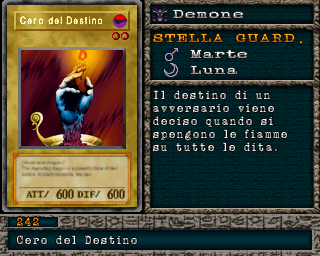 Cero del Destino
ATT/ 600 DIF/ 600
Demone
STELLA GUARD.
Marte
Luna
Il destino di un
avversario viene
deciso quando si
spengono le fiamme
su tutte le dita.
242
Cero del Destino